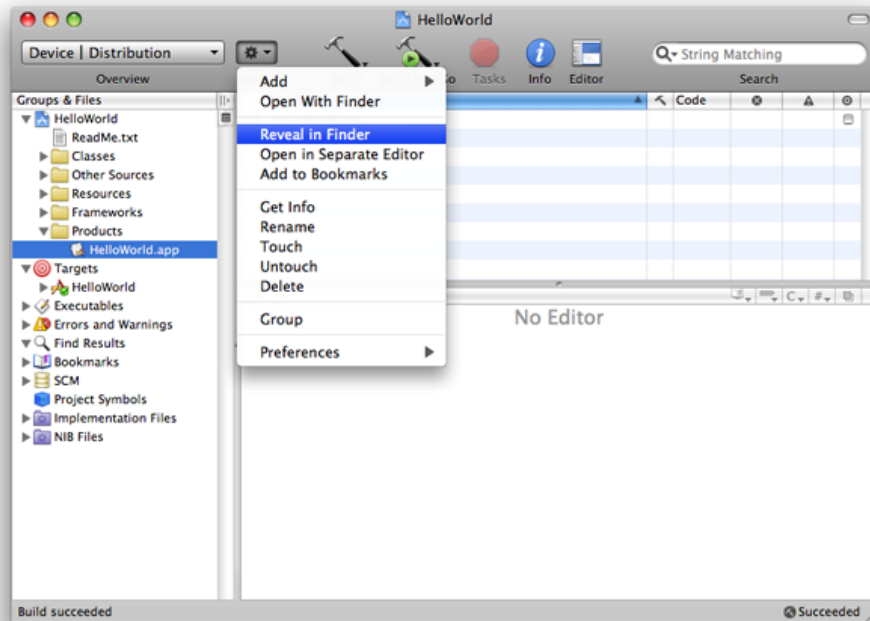 HelloWorld
Device | Distribution
String Matching
Overview
Tasks
Info
Editor
Search
Groups & Files
Code
HelloWorld
ReadMe.txt
Classes
Other Sources
Resources
Frameworks
Products
HelloWorld.app
Targets
HelloWorld
Executables
Errors and Warnings
Find Results
Bookmarks
SCM
Project Symbols
Implementation Files
NIB Files
Add
Open With Finder
Reveal in Finder
Open in Separate Editor
Add to Bookmarks
Get Info
Rename
Touch
Untouch
Delete
Group
Preferences
C
#
No Editor
Build succeeded
Succeeded